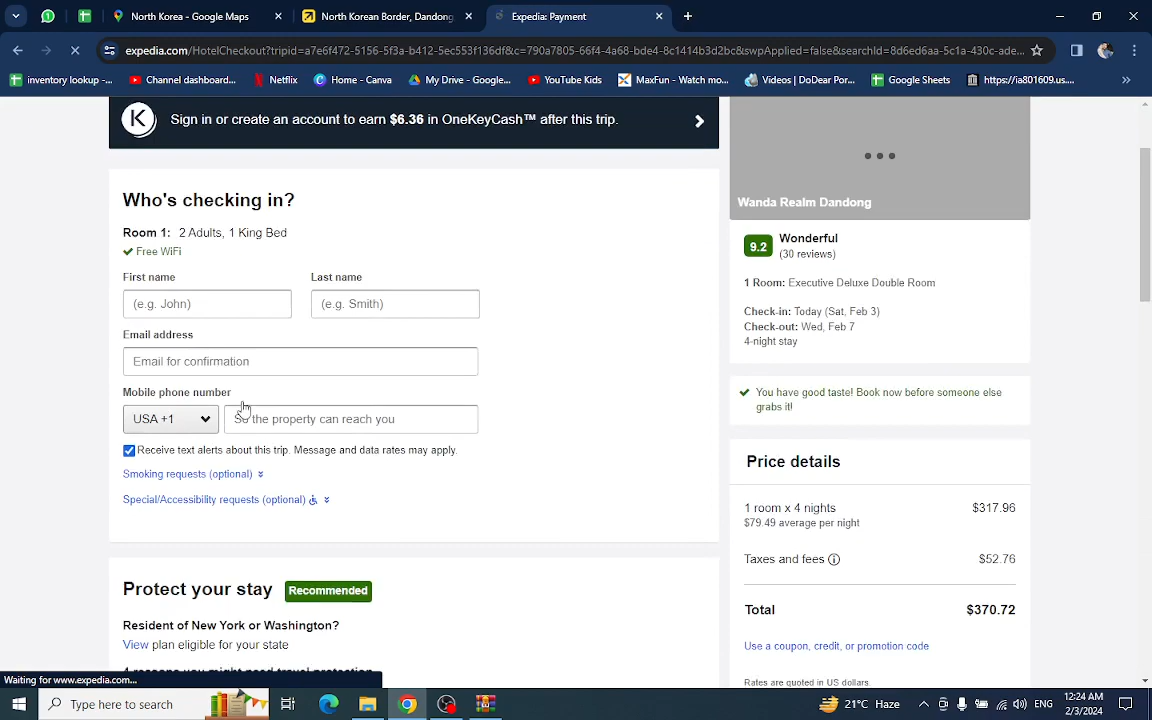 North Korea - Google Maps
North Korean Border, Dandong
Expedia: Payment
expedia.com/HotelCheckout?tripid=a7e6f472-5156-5f3a-b412-5ec553f136df&c=790a7805-66f4-4a68-bde4-8c1414b3d2bc&swpApplied=false&searchId=8d6ed6aa-5c1a-430c-ade...
inventory lookup -...
Channel dashboard...
Netflix
Home - Canva
My Drive - Google...
YouTube Kids
MaxFun - Watch mo...
Videos | DoDear Por...
Google Sheets
https://ia801609.us....
K
Sign in or create an account to earn $6.36 in OneKeyCash™ after this trip.
Who's checking in?
Room 1: 2 Adults, 1 King Bed
Free WiFi
First name
Last name
(e.g. John)
(e.g. Smith)
Email address
Email for confirmation
Mobile phone number
USA +1
So the property can reach you
Receive text alerts about this trip. Message and data rates may apply.
Smoking requests (optional)
Special/Accessibility requests (optional)
Protect your stay
Recommended
Resident of New York or Washington?
View plan eligible for your state
4 reasons you might need travel protection
Wanda Realm Dandong
9.2
Wonderful
(30 reviews)
1 Room: Executive Deluxe Double Room
Check-in: Today (Sat, Feb 3)
Check-out: Wed, Feb 7
4-night stay
You have good taste! Book now before someone else
grabs it!
Price details
1 room x 4 nights
$317.96
$79.49 average per night
Taxes and fees
$52.76
Total
$370.72
Use a coupon, credit, or promotion code
Rates are quoted in US dollars.
Waiting for www.expedia.com...
Type here to search
21°C Haze
ENG
12:24 AM
2/3/2024